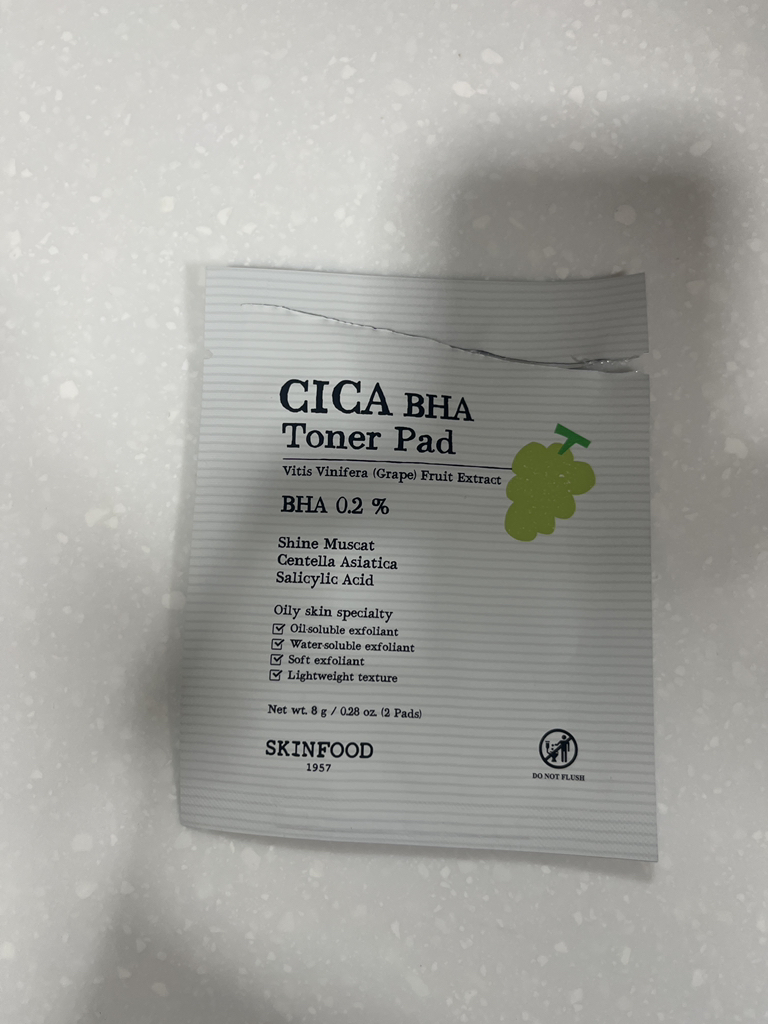 CICA BHA
Toner Pad
Vitis Vinifera (Grape) Fruit Extract
BHA 0.2 %
Shine Muscat
Centella Asiatica
Salicylic Acid
Oily skin specialty
Oil-soluble exfoliant
Water-soluble exfoliant
Soft exfoliant
Lightweight texture
Net wt. 8 g / 0.28 oz. (2 Pads)
SKINFOOD
1957
DO NOT FLUSH